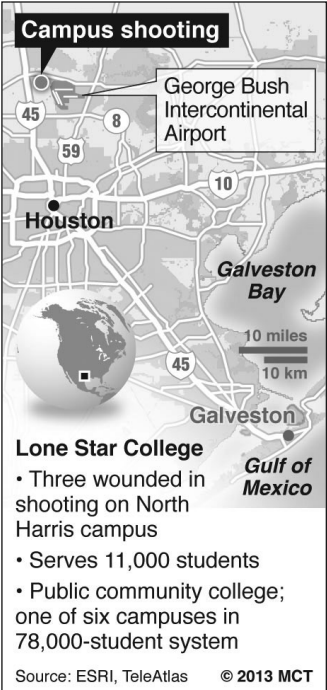 Campus shooting
George Bush
Intercontinental
Airport
45
8
59
10
Houston
Galveston
Bay
10 miles
10 km
45
Galveston
Gulf of
Mexico
Lone Star College
• Three wounded in
shooting on North
Harris campus
• Serves 11,000 students
• Public community college;
one of six campuses in
78,000-student system
Source: ESRI, TeleAtlas © 2013 MCT